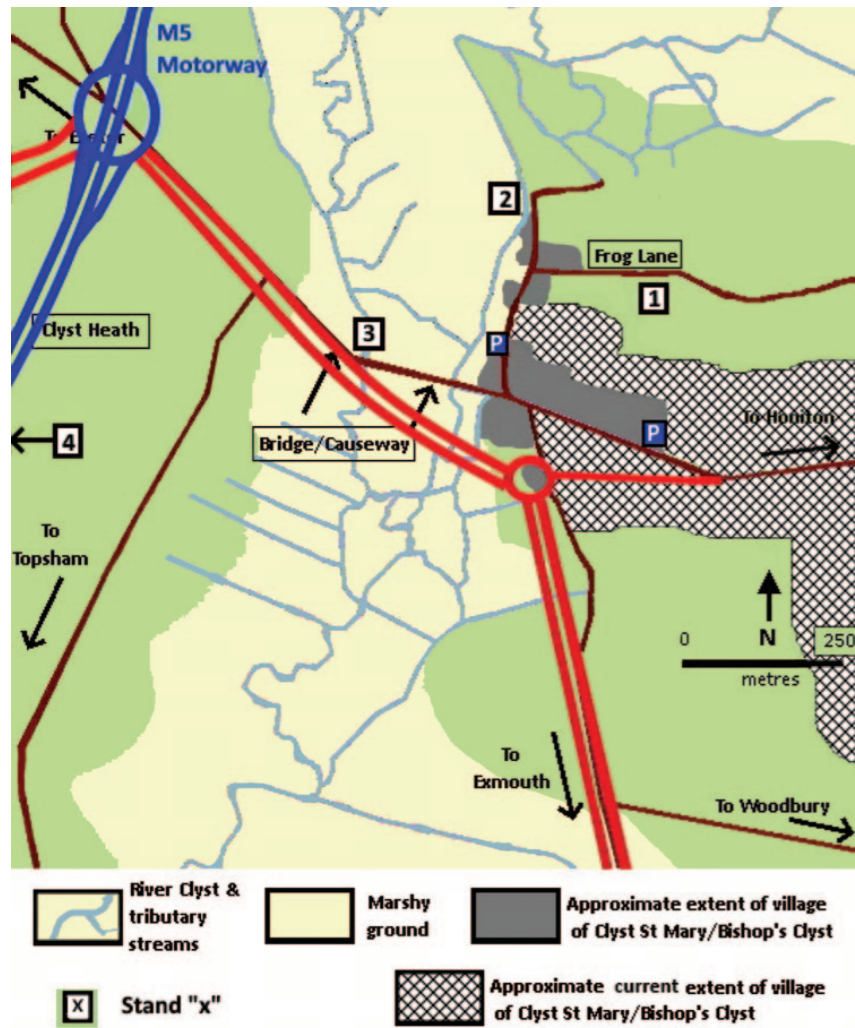 M5
Motorway
To Exeter
2
Frog Lane
1
Clyst Heath
3
P
4
Bridge/Causeway
P
To Honiton
To
Topsham
N
0
250
metres
To
Exmouth
To Woodbury
River Clyst &
tributary
streams
Marshy
ground
Approximate extent of village
of Clyst St Mary/Bishop's Clyst
X
Stand "x"
Approximate current extent of village
of Clyst St Mary/Bishop's Clyst